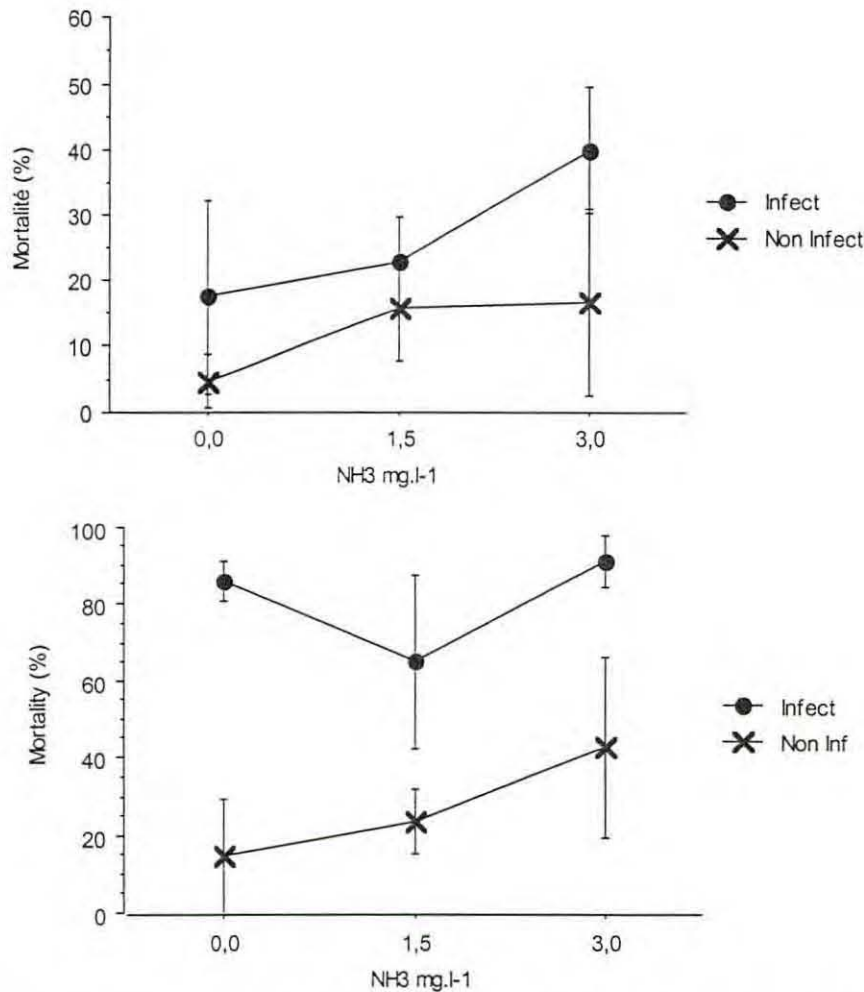 60
50
40
30
20
10
0
Mortalité (%)
0,0 1,5 3,0
NH3 mg.l-1
Infect
Non Infect
100
80
60
40
20
0
Mortality (%)
0,0 1,5 3,0
NH3 mg.l-1
Infect
Non Inf